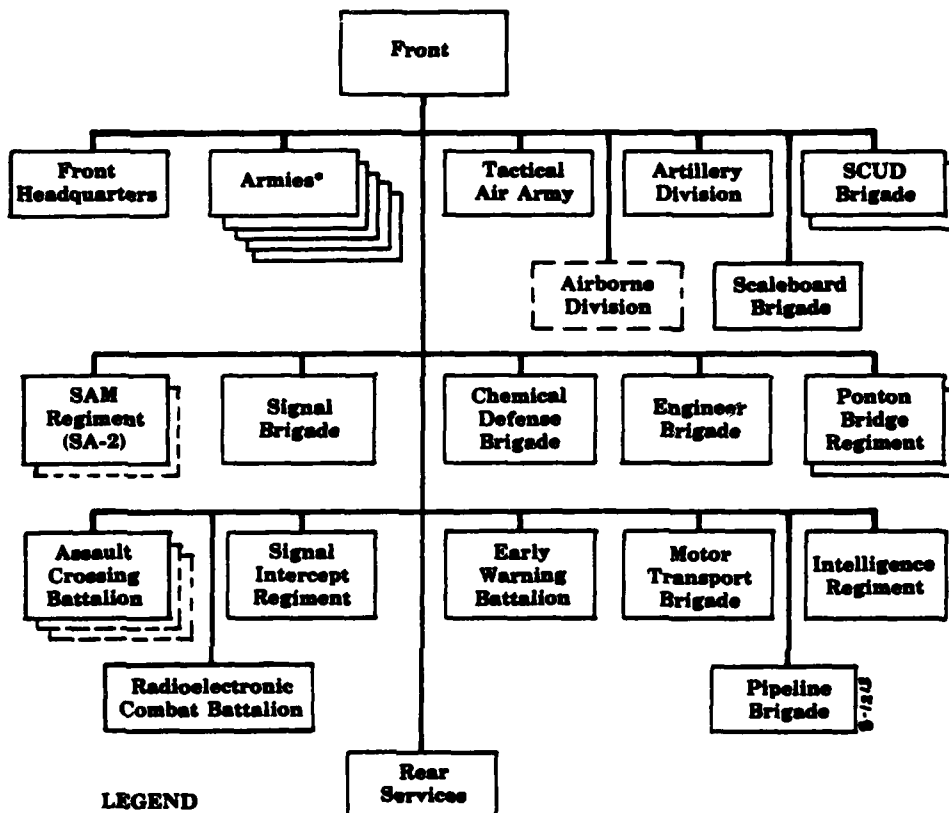 Front
Front
Headquarters
Armies*
Tactical
Air Army
Artillery
Division
SCUD
Brigade
Airborne
Division
Scaleboard
Brigade
SAM
Regiment
(SA-2)
Signal
Brigade
Chemical
Defense
Brigade
Engineer
Brigade
Ponton
Bridge
Regiment
Assault
Crossing
Battalion
Signal
Intercept
Regiment
Early
Warning
Battalion
Motor
Transport
Brigade
Intelligence
Regiment
Radioelectronic
Combat Battalion
Pipeline
Brigade
Rear
Services
LEGEND